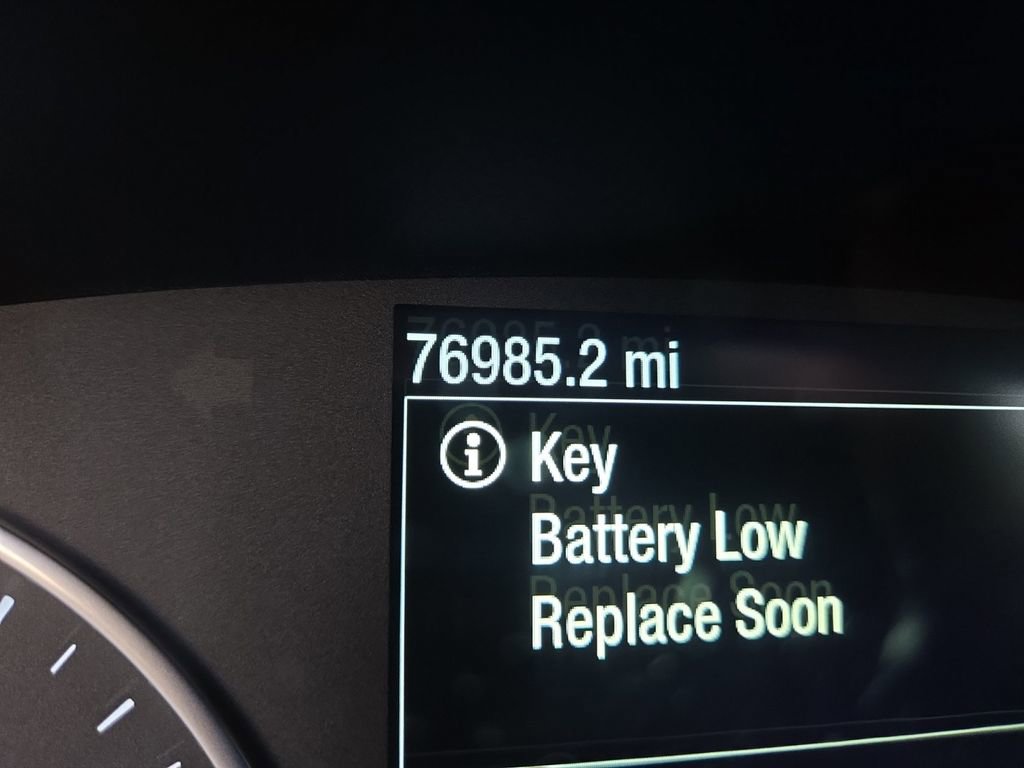 76985.2 mi
Key
Battery Low
Replace Soon